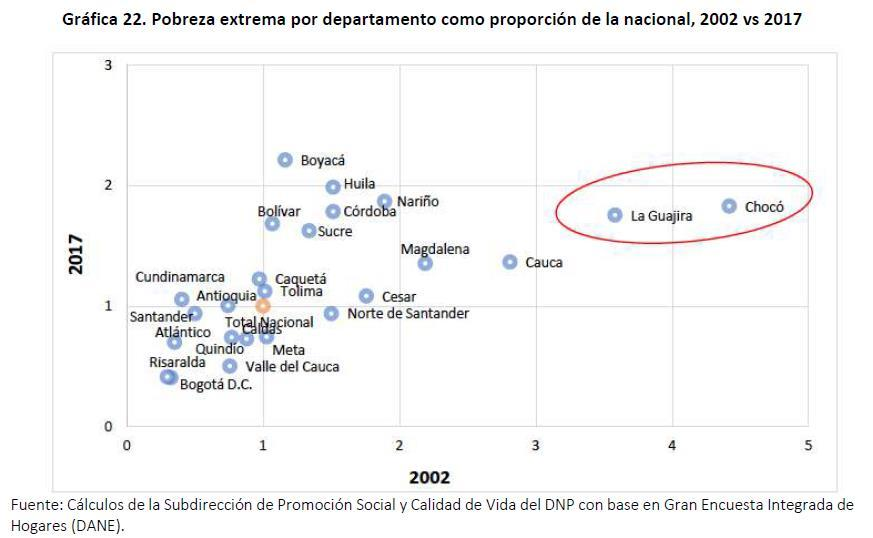 Gráfica 22. Pobreza extrema por departamento como proporción de la nacional, 2002 vs 2017
3
Boyacá
2
Huila
Nariño
Chocó
Bolívar
Córdoba
La Guajira
Sucre
2017
Magdalena
Cauca
Cundinamarca
Caquetá
Antioquia
Tolima
Cesar
1
Santander
Total Nacional
Norte de Santander
Atlántico
Caldas
Quindío
Meta
Risaralda
Valle del Cauca
Bogotá D.C.
0
0 1 2 3 4 5
2002
Fuente: Cálculos de la Subdirección de Promoción Social y Calidad de Vida del DNP con base en Gran Encuesta Integrada de
Hogares (DANE).